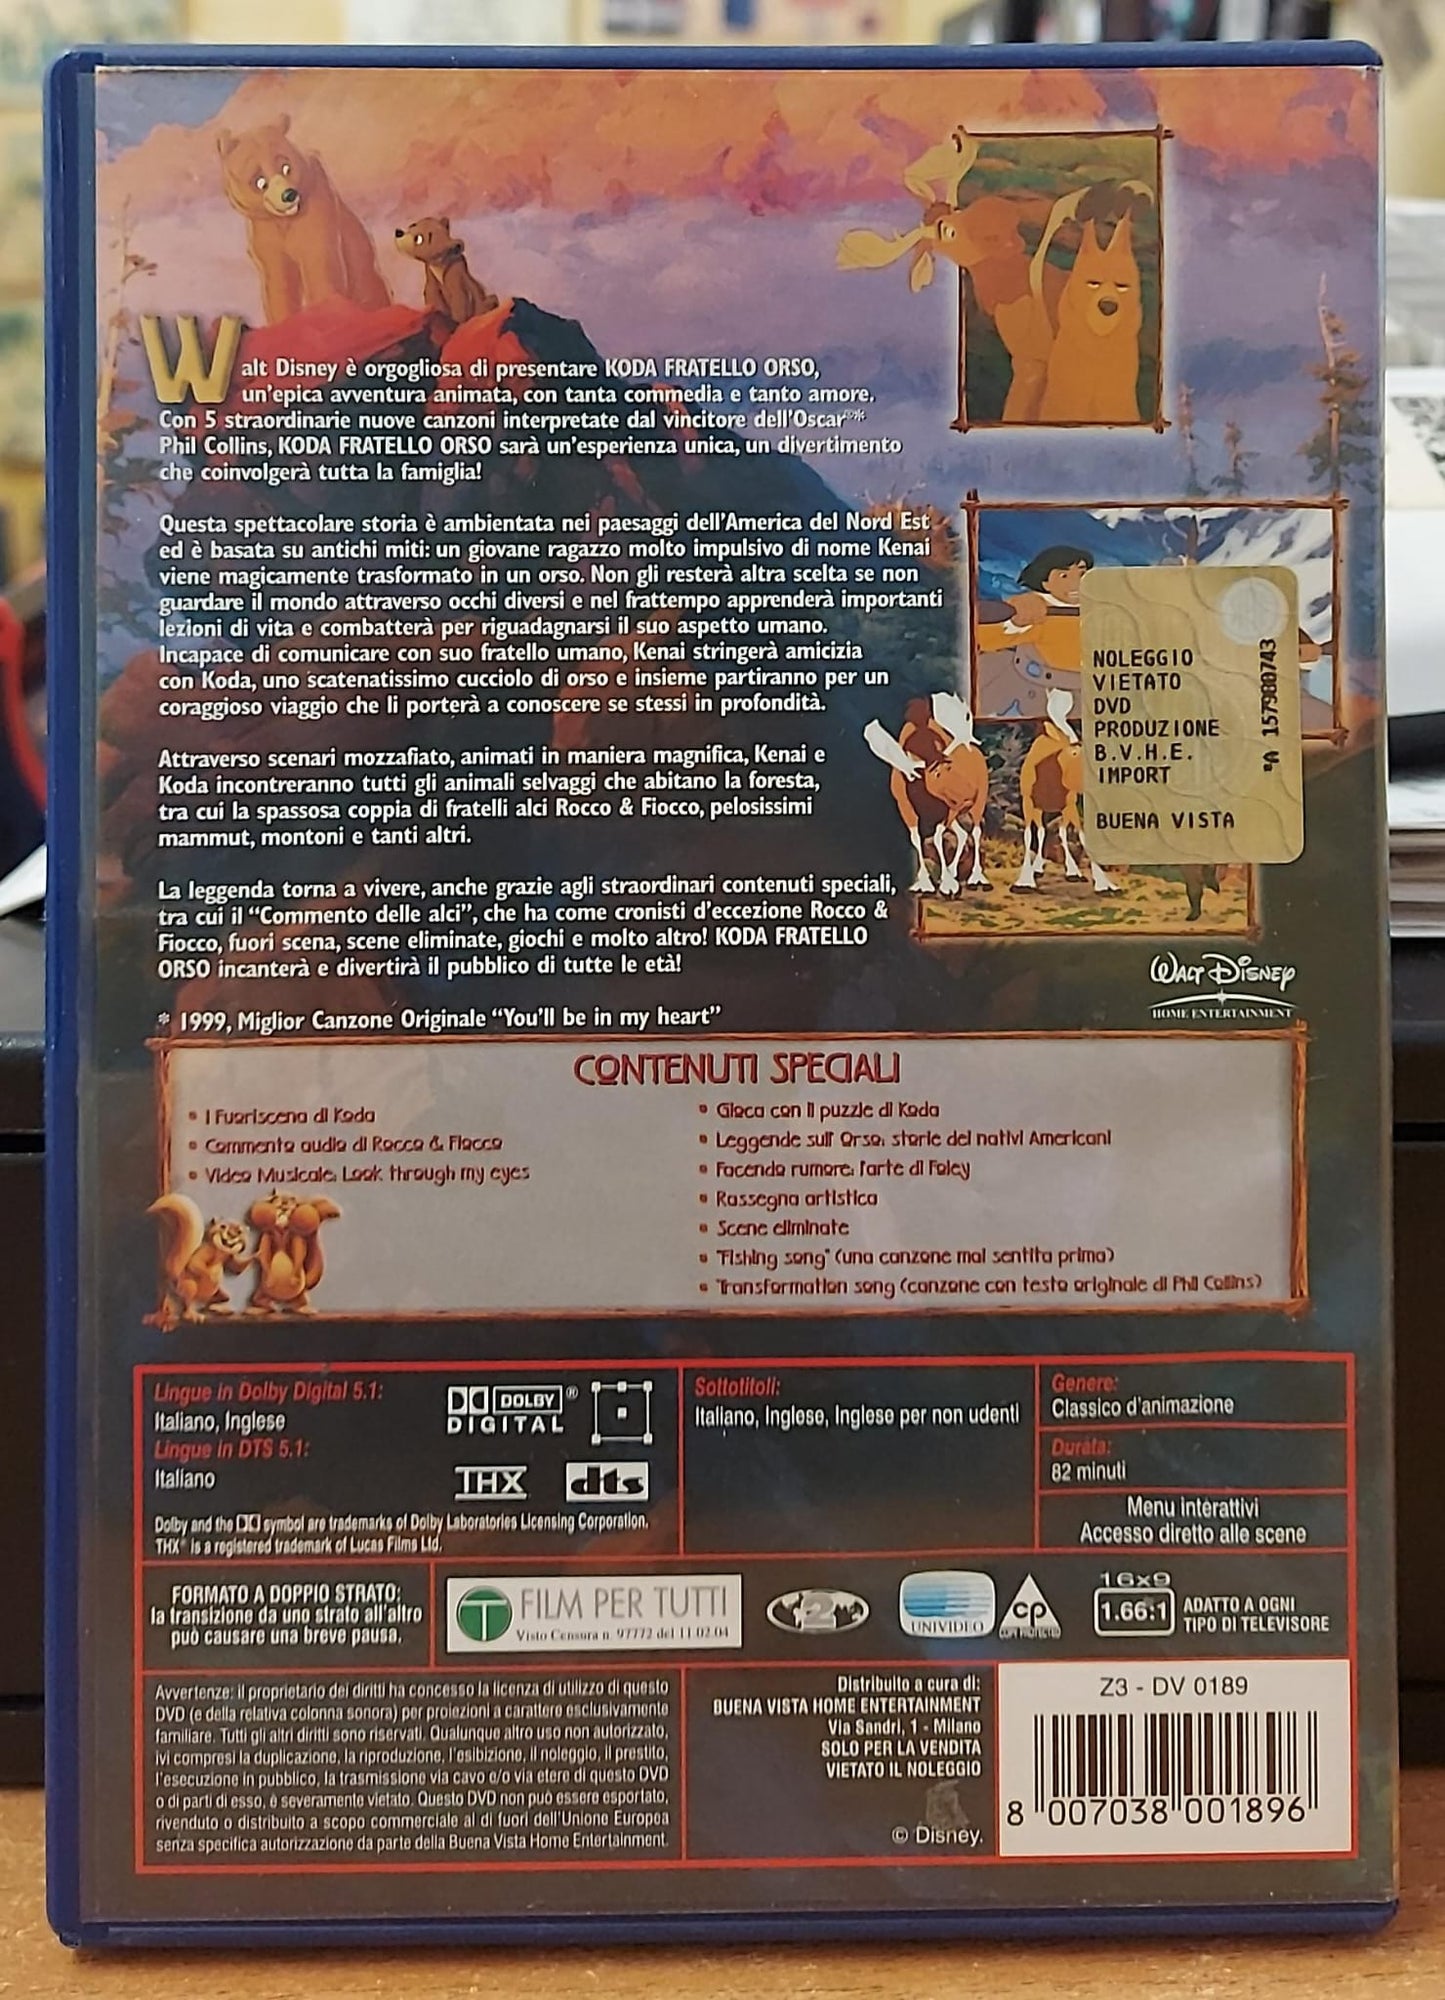 Walt Disney è orgogliosa di presentare KODA FRATELLO ORSO,
un'epica avventura animata, con tanta commedia e tanto amore.
Con 5 straordinarie nuove canzoni interpretate dal vincitore dell'Oscar®*
Phil Collins, KODA FRATELLO ORSO sarà un'esperienza unica, un divertimento
che coinvolgerà tutta la famiglia!
Questa spettacolare storia è ambientata nei paesaggi dell'America del Nord Est
ed è basata su antichi miti: un giovane ragazzo molto impulsivo di nome Kenai
viene magicamente trasformato in un orso. Non gli resterà altra scelta se non
guardare il mondo attraverso occhi diversi e nel frattempo apprenderà importanti
lezioni di vita e combatterà per riguadagnarsi il suo aspetto umano.
Incapace di comunicare con suo fratello umano, Kenai stringerà amicizia
con Koda, uno scatenatissimo cucciolo di orso e insieme partiranno per un
coraggioso viaggio che li porterà a conoscere se stessi in profondità.
Attraverso scenari mozzafiato, animati in maniera magnifica, Kenai e
Koda incontreranno tutti gli animali selvaggi che abitano la foresta,
tra cui la spassosa coppia di fratelli alci Rocco & Fiocco, pelosissimi
mammut, montoni e tanti altri.
La leggenda torna a vivere, anche grazie agli straordinari contenuti speciali,
tra cui il "Commento delle alci", che ha come cronisti d'eccezione Rocco &
Fiocco, fuori scena, scene eliminate, giochi e molto altro! KODA FRATELLO
ORSO incanterà e divertirà il pubblico di tutte le età!
* 1999, Miglior Canzone Originale "You'll be in my heart"
NOLEGGIO
VIETATO
DVD
PRODUZIONE
B.V.H.E.
IMPORT
BUENA VISTA
*A 157900743
WALT DISNEY
HOME ENTERTAINMENT
CONTENUTI SPECIALI
• I Fuoriscena di Koda
• Commento audio di Rocco & Fiocco
• Video Musicale: Look through my eyes
• Gioca con il puzzle di Koda
• Leggende sull' Orso: storie dei nativi Americani
• Facendo rumore: l'arte di Foley
• Rassegna artistica
• Scene eliminate
• "Fishing song" (una canzone mai sentita prima)
• Transformation song (canzone con testo originale di Phil Collins)
Lingue in Dolby Digital 5.1:
Italiano, Inglese
Lingue in DTS 5.1:
Italiano
DOLBY ®
DIGITAL
THX
dts
Dolby and the DD symbol are trademarks of Dolby Laboratories Licensing Corporation.
THX® is a registered trademark of Lucas Films Ltd.
Sottotitoli:
Italiano, Inglese, Inglese per non udenti
Genere:
Classico d'animazione
Durata:
82 minuti
Menu interattivi
Accesso diretto alle scene
FORMATO A DOPPIO STRATO:
la transizione da uno strato all'altro
può causare una breve pausa.
T FILM PER TUTTI
Visto Censura n. 97772 del 11.02.04
2
UNIVIDEO
CP
COPY PROTECTED
16x9
1.66:1
ADATTO A OGNI
TIPO DI TELEVISORE
Avvertenze: il proprietario dei diritti ha concesso la licenza di utilizzo di questo
DVD (e della relativa colonna sonora) per proiezioni a carattere esclusivamente
familiare. Tutti gli altri diritti sono riservati. Qualunque altro uso non autorizzato,
ivi compresi la duplicazione, la riproduzione, l'esibizione, il noleggio, il prestito,
l'esecuzione in pubblico, la trasmissione via cavo e/o via etere di questo DVD
o di parti di esso, è severamente vietato. Questo DVD non può essere esportato,
rivenduto o distribuito a scopo commerciale al di fuori dell'Unione Europea
senza specifica autorizzazione da parte della Buena Vista Home Entertainment.
Distribuito a cura di:
BUENA VISTA HOME ENTERTAINMENT
Via Sandri, 1 - Milano
SOLO PER LA VENDITA
VIETATO IL NOLEGGIO
© Disney.
Z3 - DV 0189
8 007038 001896